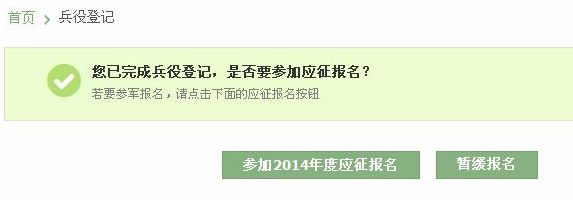 首页 > 兵役登记
您已完成兵役登记，是否要参加应征报名？
若要参军报名，请点击下面的应征报名按钮
参加2014年度应征报名 暂缓报名